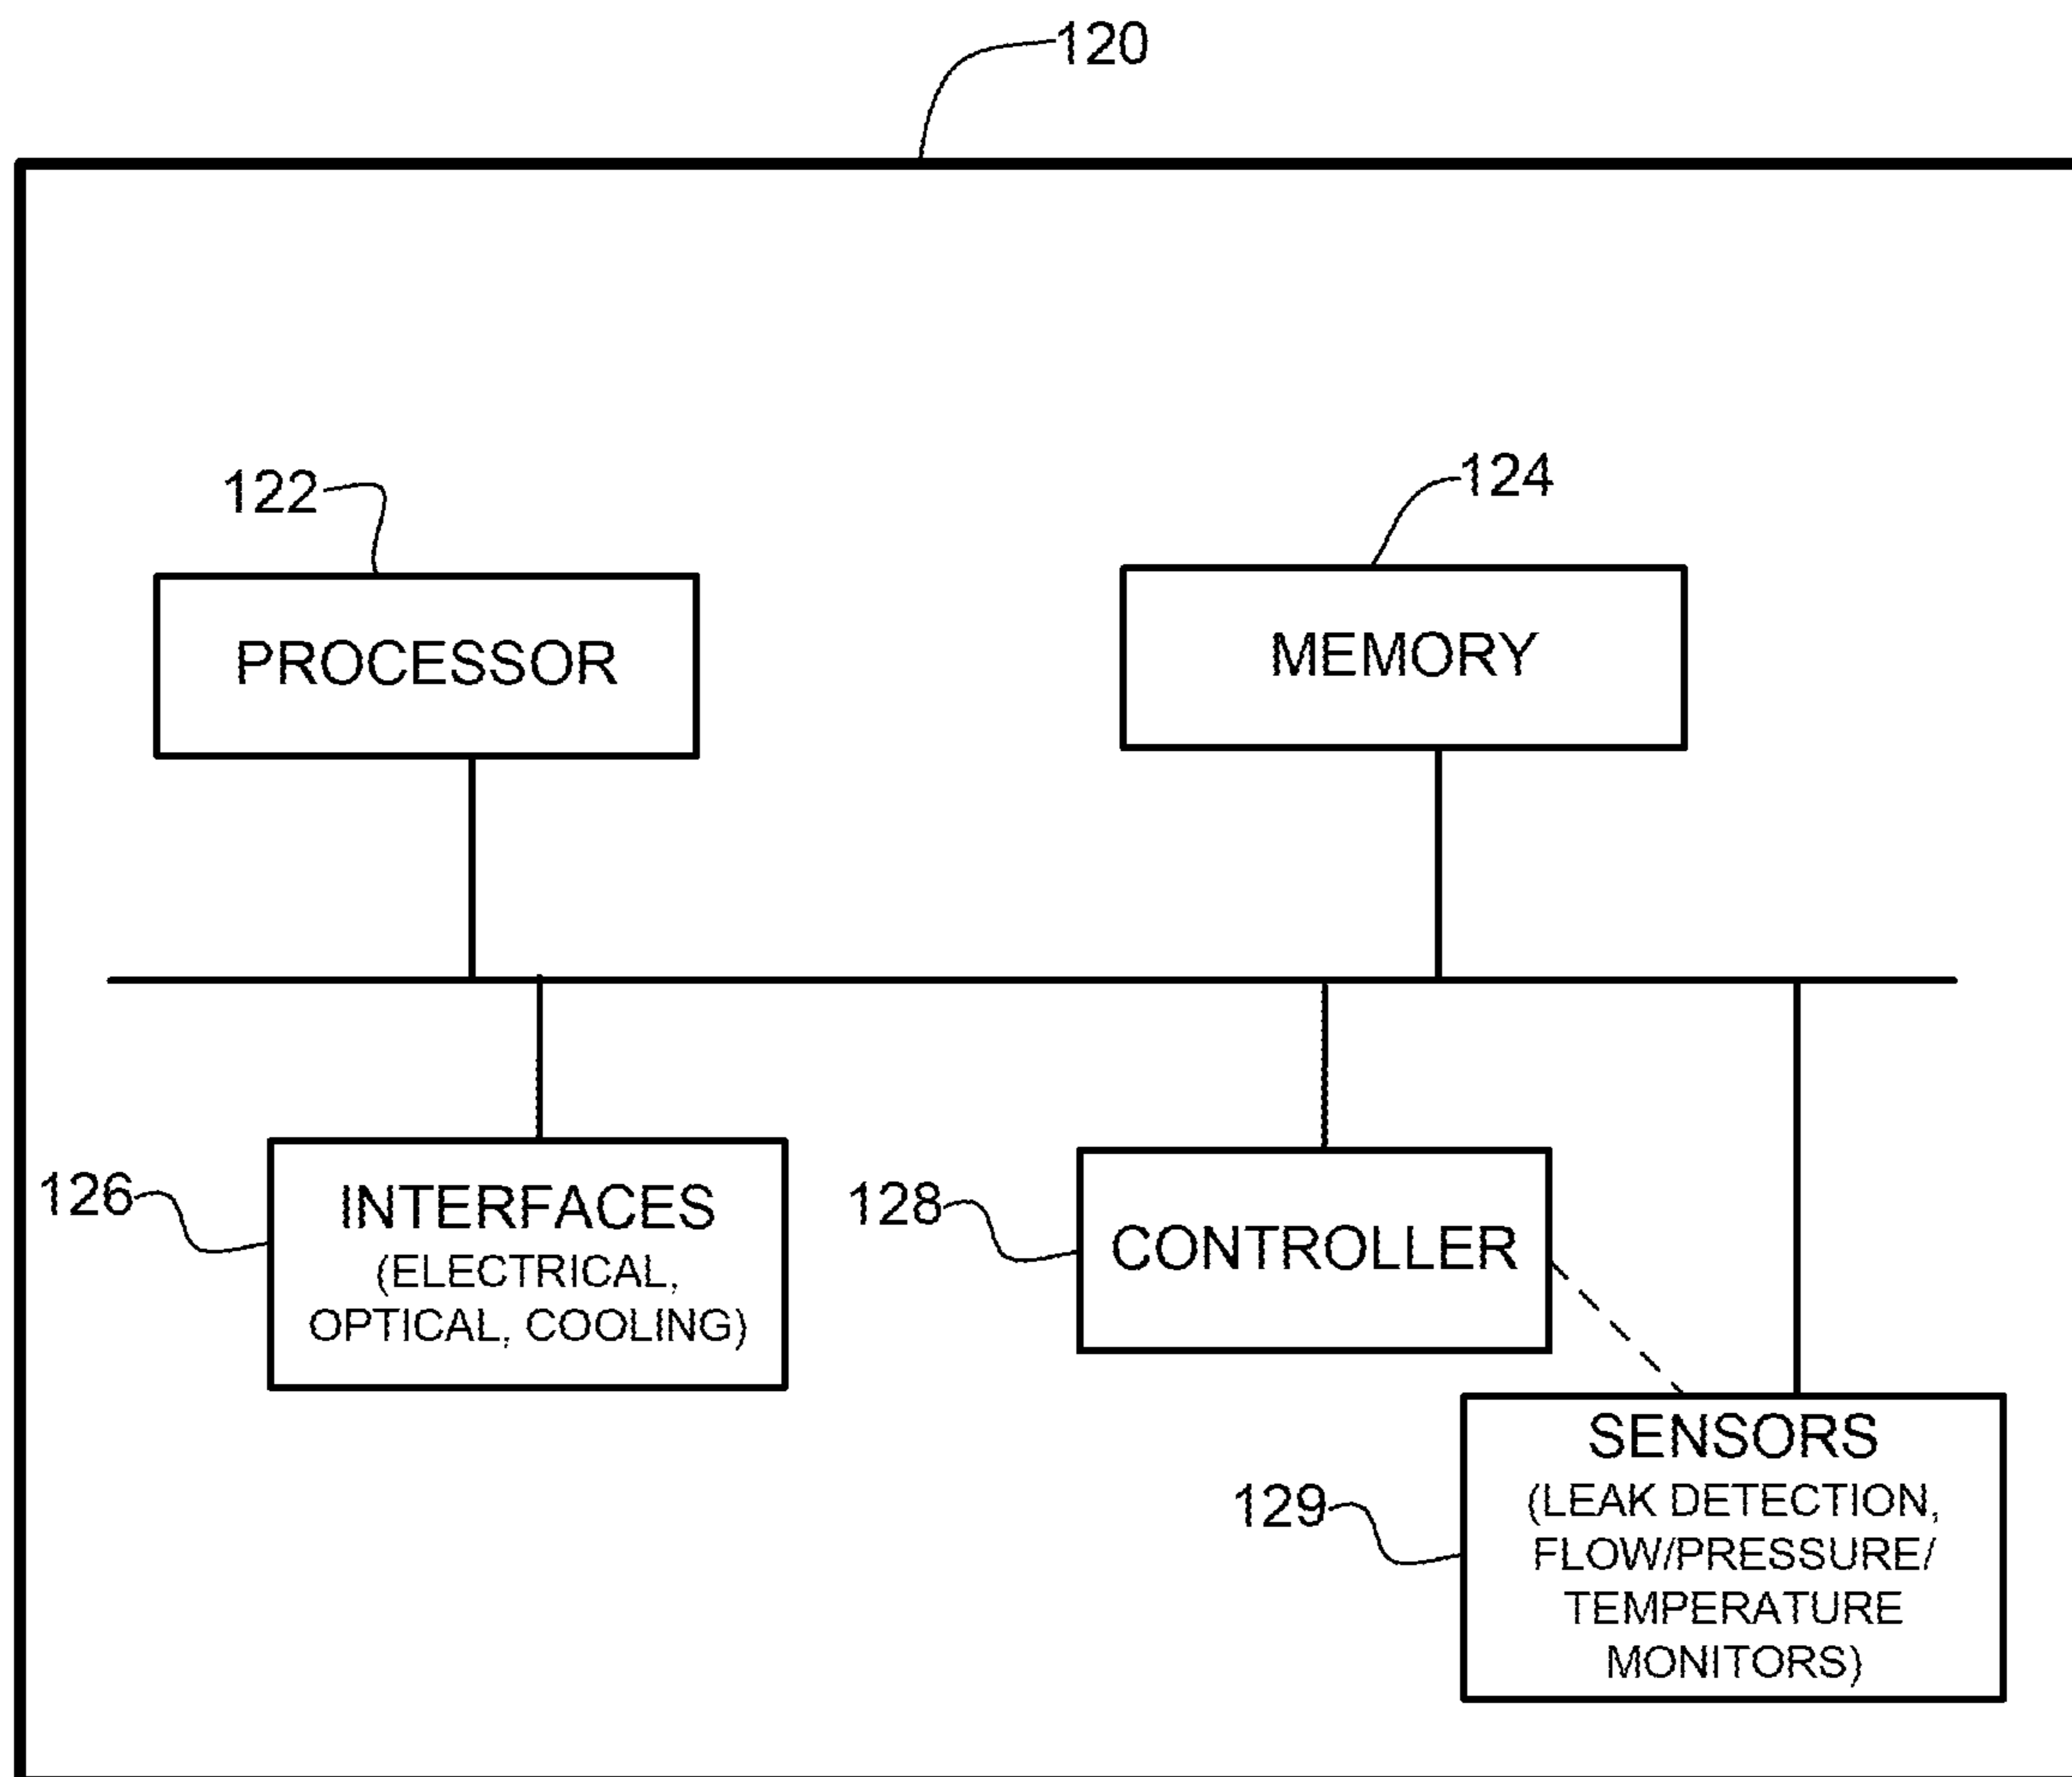 120
122
124
PROCESSOR
MEMORY
126
INTERFACES
(ELECTRICAL,
OPTICAL, COOLING)
128
CONTROLLER
129
SENSORS
(LEAK DETECTION,
FLOW/PRESSURE/
TEMPERATURE
MONITORS)